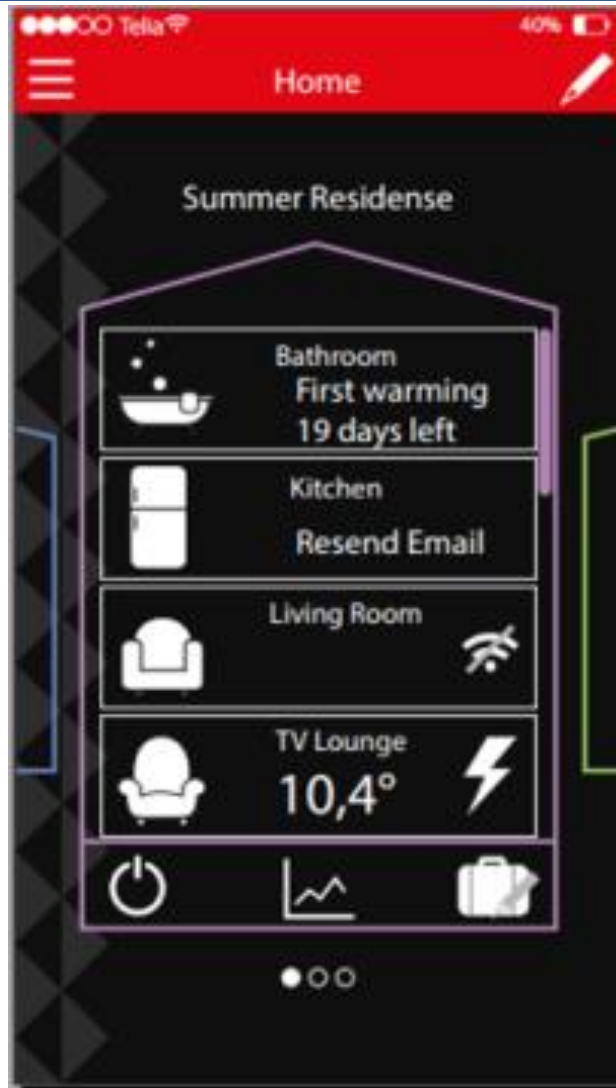 Telia 40%
Home
Summer Residense
Bathroom
First warming
19 days left
Kitchen
Resend Email
Living Room
TV Lounge
10,4°